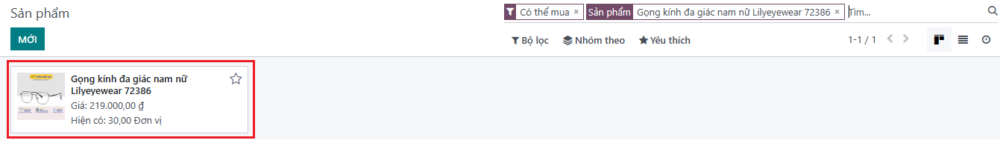 Sản phẩm
Có thể mua ×
Sản phẩm Gọng kính đa giác nam nữ Lilyeyewear 72386 ×
Tìm...
MỚI
Bộ lọc
Nhóm theo
Yêu thích
1-1 / 1
Gọng kính đa giác nam nữ
Lilyeyewear 72386
Giá: 219.000,00 ₫
Hiện có: 30,00 Đơn vị